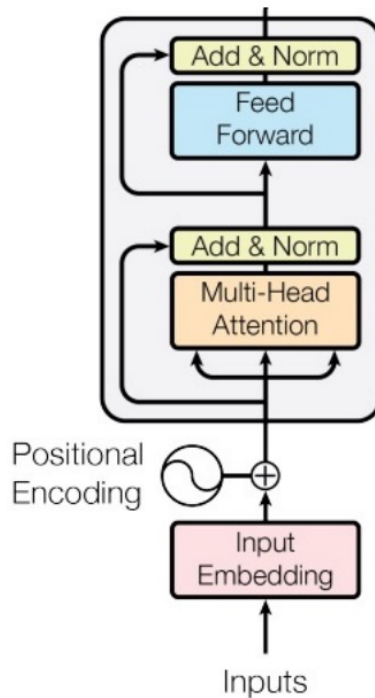 Add & Norm
Feed
Forward
Add & Norm
Multi-Head
Attention
Positional
Encoding
Input
Embedding
Inputs